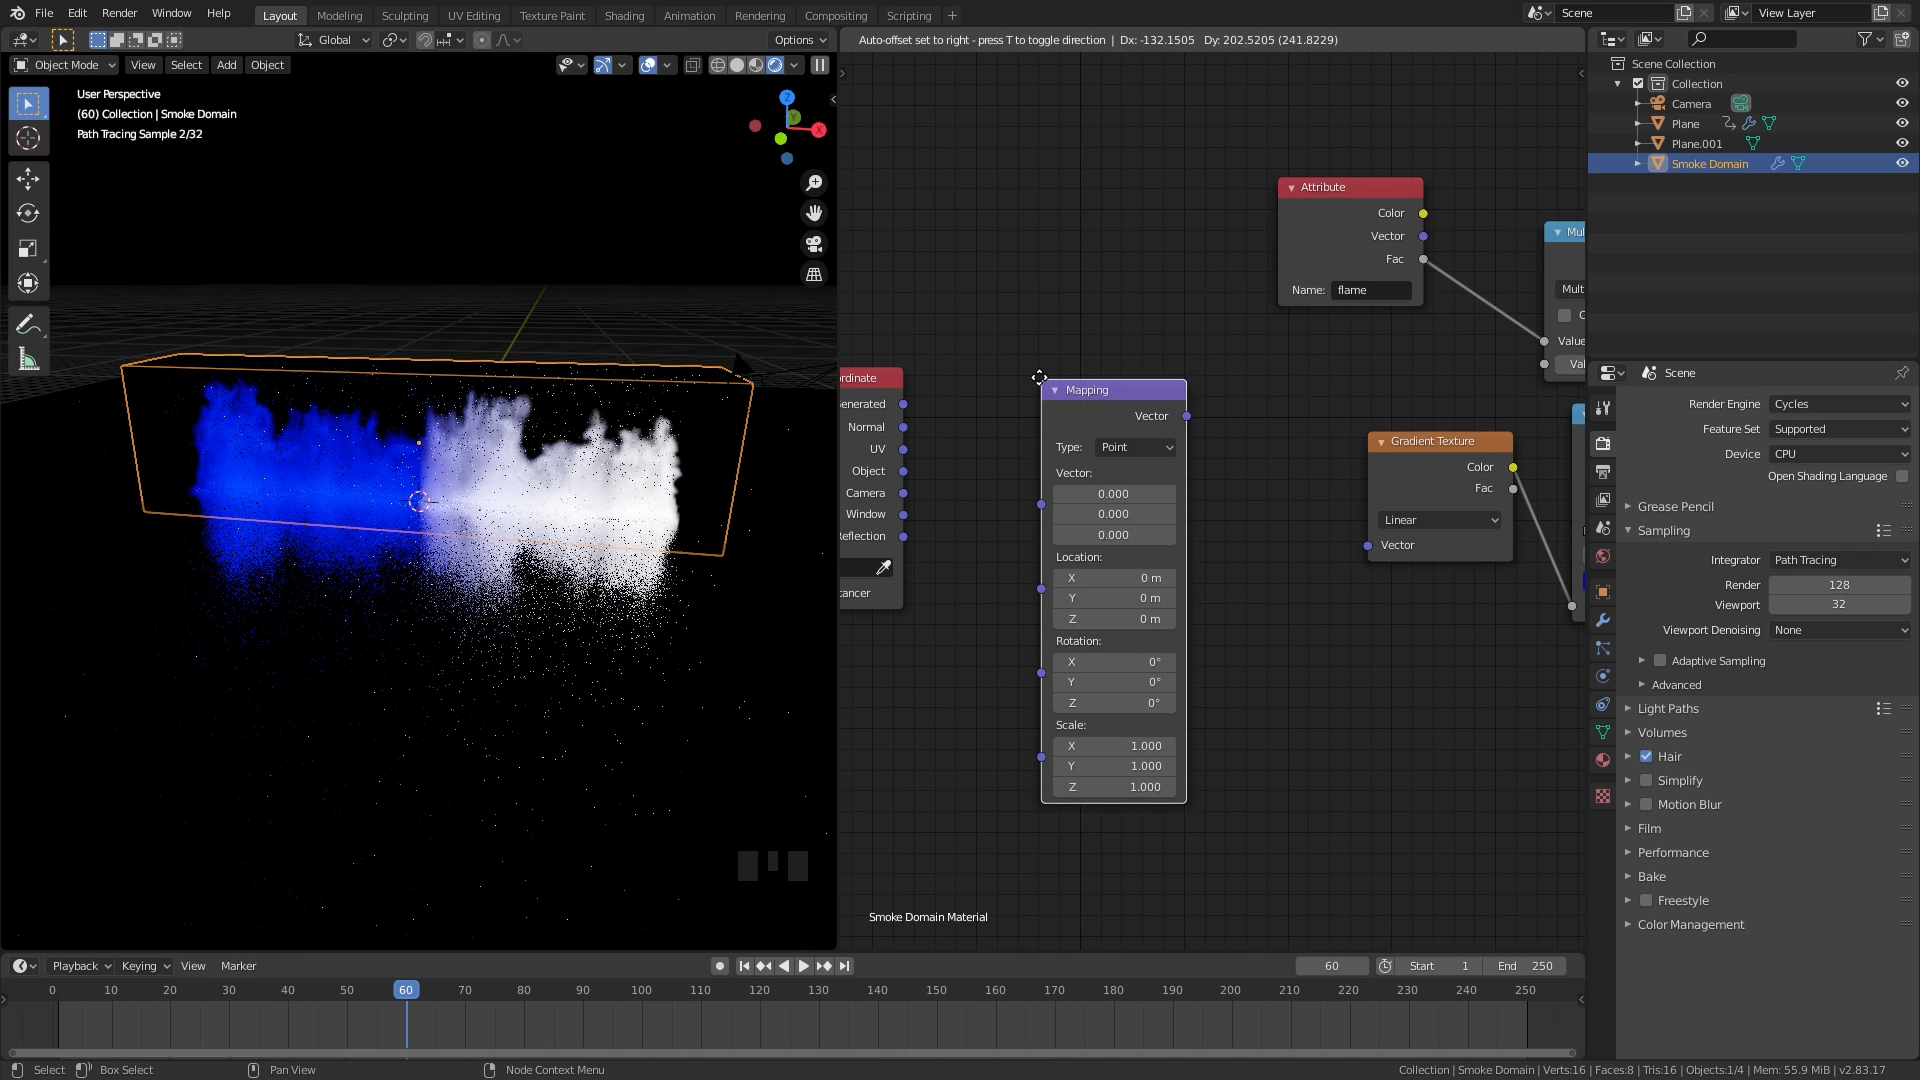 File Edit Render Window Help Layout Modeling Sculpting UV Editing Texture Paint Shading Animation Rendering Compositing Scripting + Scene View Layer
Global Options
Auto-offset set to right - press T to toggle direction | Dx: -132.1505 Dy: 202.5205 (241.8229)
Object Mode View Select Add Object
User Perspective
(60) Collection | Smoke Domain
Path Tracing Sample 2/32
Z
Y
X
Attribute
Color
Vector
Fac
Name: flame
Mul
Mult
C
Value
Val
rdinate
enerated
Normal
UV
Object
Camera
Window
eflection
tancer
Mapping
Vector
Type: Point
Vector:
0.000
0.000
0.000
Location:
X 0 m
Y 0 m
Z 0 m
Rotation:
X 0°
Y 0°
Z 0°
Scale:
X 1.000
Y 1.000
Z 1.000
Gradient Texture
Color
Fac
Linear
Vector
Smoke Domain Material
Scene Collection
Collection
Camera
Plane
Plane.001
Smoke Domain
Scene
Render Engine Cycles
Feature Set Supported
Device CPU
Open Shading Language
Grease Pencil
Sampling
Integrator Path Tracing
Render 128
Viewport 32
Viewport Denoising None
Adaptive Sampling
Advanced
Light Paths
Volumes
Hair
Simplify
Motion Blur
Film
Performance
Bake
Freestyle
Color Management
Playback Keying View Marker 60 Start 1 End 250
0 10 20 30 40 50 60 70 80 90 100 110 120 130 140 150 160 170 180 190 200 210 220 230 240 250
Select Box Select Pan View Node Context Menu Collection | Smoke Domain | Verts:16 | Faces:8 | Tris:16 | Objects:1/4 | Mem: 55.9 MiB | v2.83.17